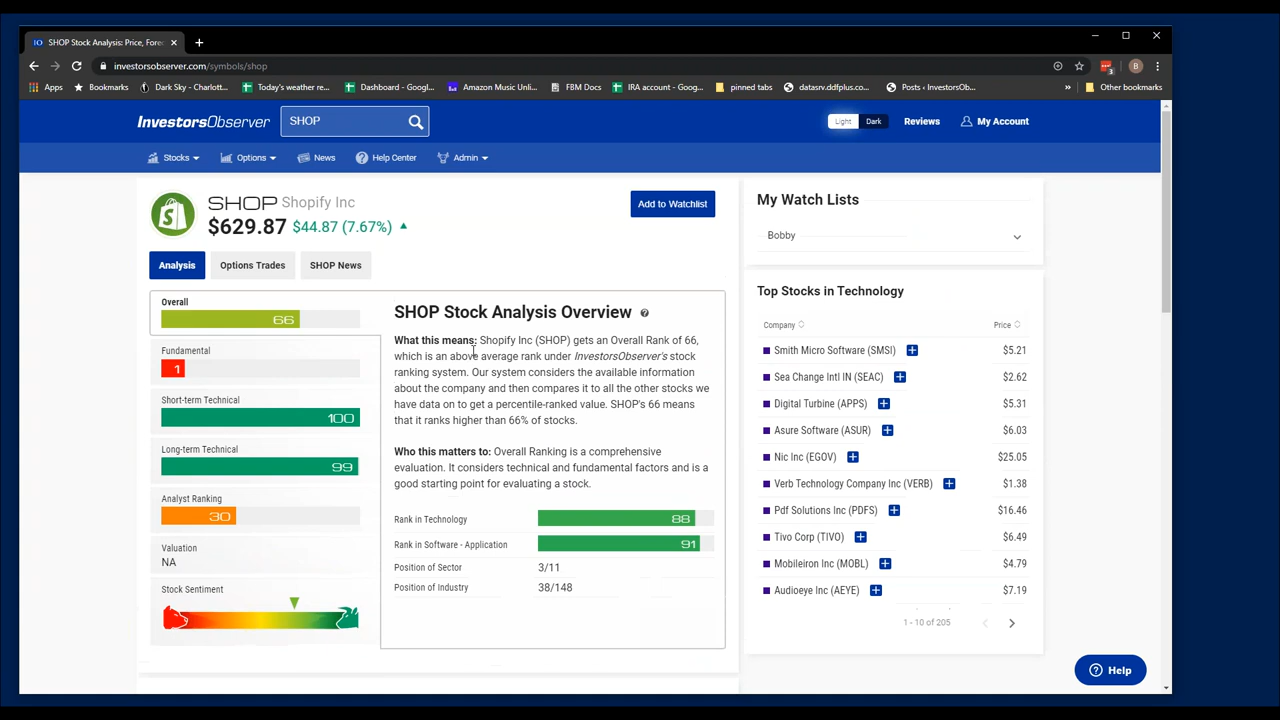 SHOP Stock Analysis: Price, Fore
investorsobserver.com/symbols/shop
3
B
Apps
Bookmarks
Dark Sky - Charlott...
Today's weather re...
Dashboard - Googl...
Amazon Music Unli...
FBM Docs
IRA account - Goog...
pinned tabs
datasrv.ddfplus.co...
Posts ‹ InvestorsOb...
»
Other bookmarks
InvestorsObserver
SHOP
Light
Dark
Reviews
My Account
Stocks
Options
News
Help Center
Admin
SHOP Shopify Inc
$629.87 $44.87 (7.67%)
Add to Watchlist
Analysis
Options Trades
SHOP News
Overall
66
Fundamental
1
Short-term Technical
100
Long-term Technical
99
Analyst Ranking
30
Valuation
NA
Stock Sentiment
SHOP Stock Analysis Overview
What this means: Shopify Inc (SHOP) gets an Overall Rank of 66,
which is an above average rank under InvestorsObserver's stock
ranking system. Our system considers the available information
about the company and then compares it to all the other stocks we
have data on to get a percentile-ranked value. SHOP's 66 means
that it ranks higher than 66% of stocks.
Who this matters to: Overall Ranking is a comprehensive
evaluation. It considers technical and fundamental factors and is a
good starting point for evaluating a stock.
Rank in Technology 88
Rank in Software - Application 91
Position of Sector 3/11
Position of Industry 38/148
My Watch Lists
Bobby
Top Stocks in Technology
Company Price
Smith Micro Software (SMSI) $5.21
Sea Change Intl IN (SEAC) $2.62
Digital Turbine (APPS) $5.31
Asure Software (ASUR) $6.03
Nic Inc (EGOV) $25.05
Verb Technology Company Inc (VERB) $1.38
Pdf Solutions Inc (PDFS) $16.46
Tivo Corp (TIVO) $6.49
Mobileiron Inc (MOBL) $4.79
Audioeye Inc (AEYE) $7.19
1 - 10 of 205
Help